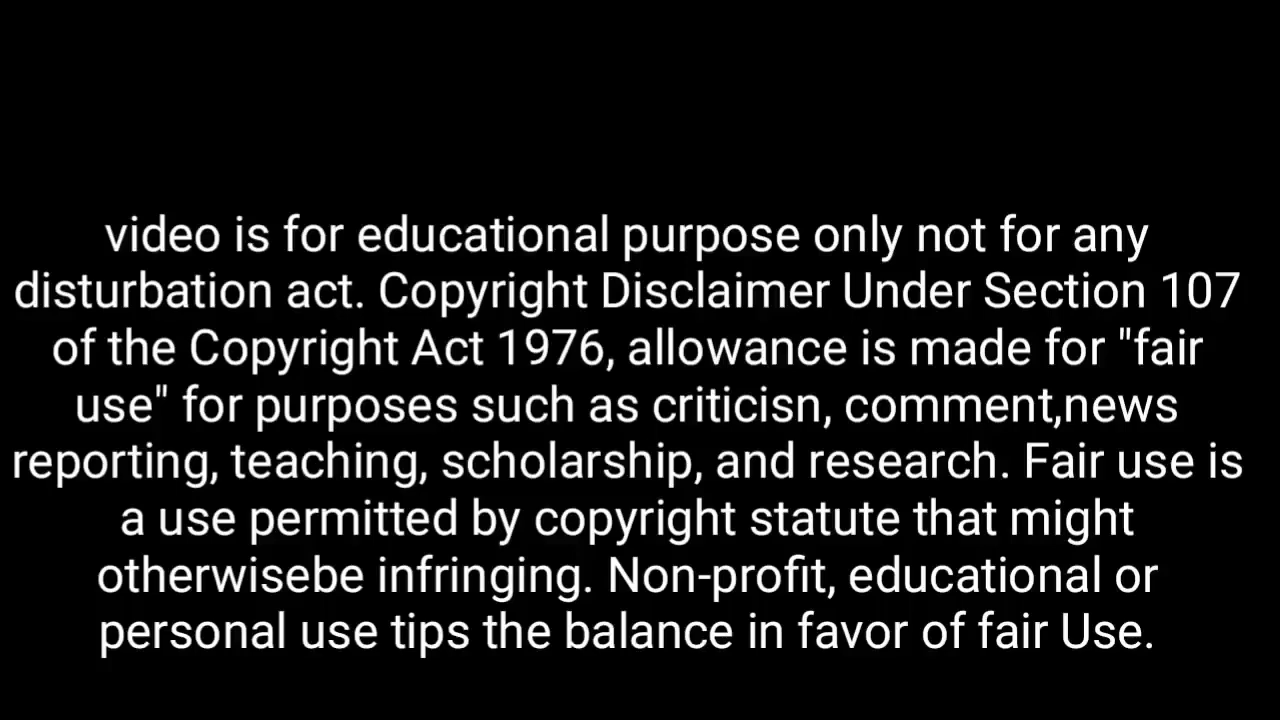 video is for educational purpose only not for any
disturbation act. Copyright Disclaimer Under Section 107
of the Copyright Act 1976, allowance is made for "fair
use" for purposes such as criticisn, comment,news
reporting, teaching, scholarship, and research. Fair use is
a use permitted by copyright statute that might
otherwisebe infringing. Non-profit, educational or
personal use tips the balance in favor of fair Use.